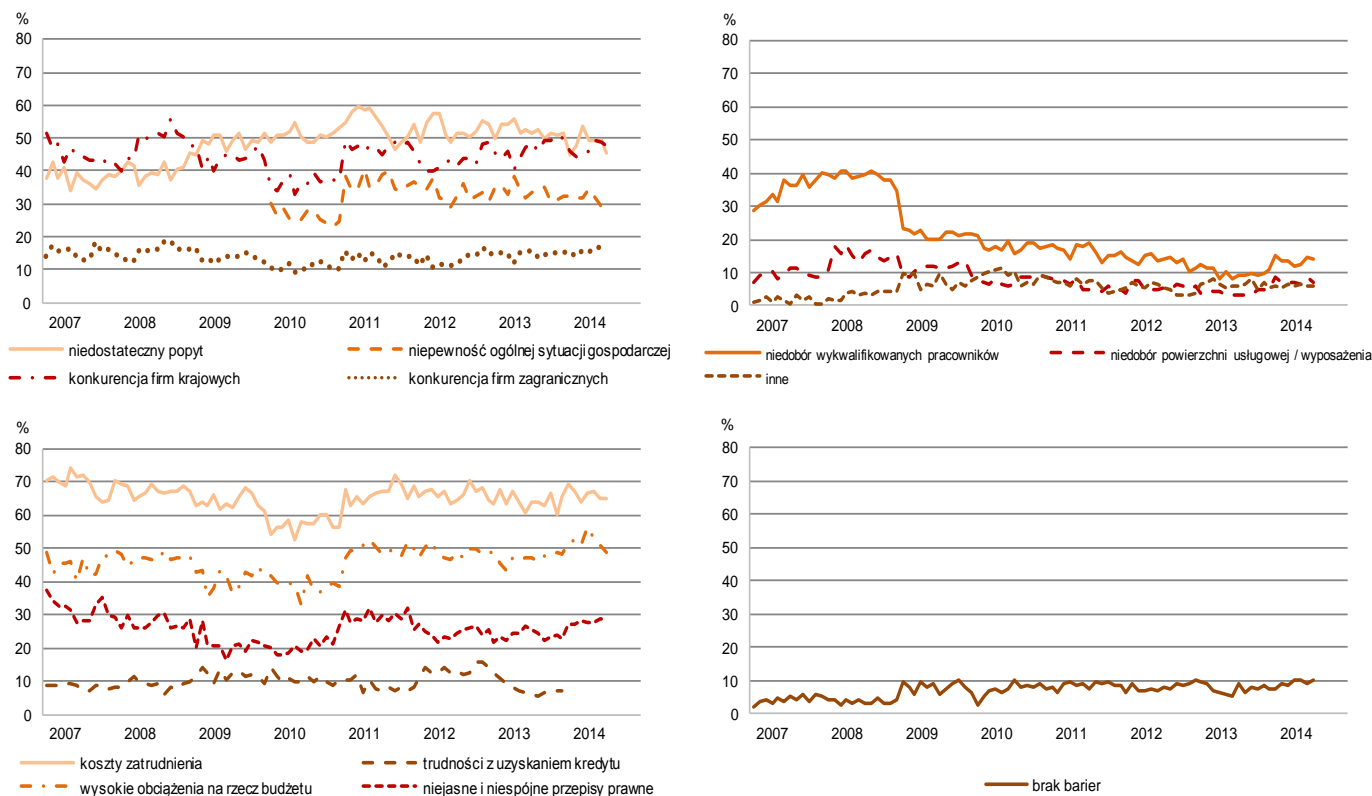 %
80
70
60
50
40
30
20
10
0
2007 2008 2009 2010 2011 2012 2013 2014
niedostateczny popyt
niepewność ogólnej sytuacji gospodarczej
konkurencja firm krajowych
konkurencja firm zagranicznych
%
80
70
60
50
40
30
20
10
0
2007 2008 2009 2010 2011 2012 2013 2014
niedobór wykwalifikowanych pracowników
niedobór powierzchni usługowej / wyposażenia
inne
%
80
70
60
50
40
30
20
10
0
2007 2008 2009 2010 2011 2012 2013 2014
koszty zatrudnienia
trudności z uzyskaniem kredytu
wysokie obciążenia na rzecz budżetu
niejasne i niespójne przepisy prawne
%
80
70
60
50
40
30
20
10
0
2007 2008 2009 2010 2011 2012 2013 2014
brak barier